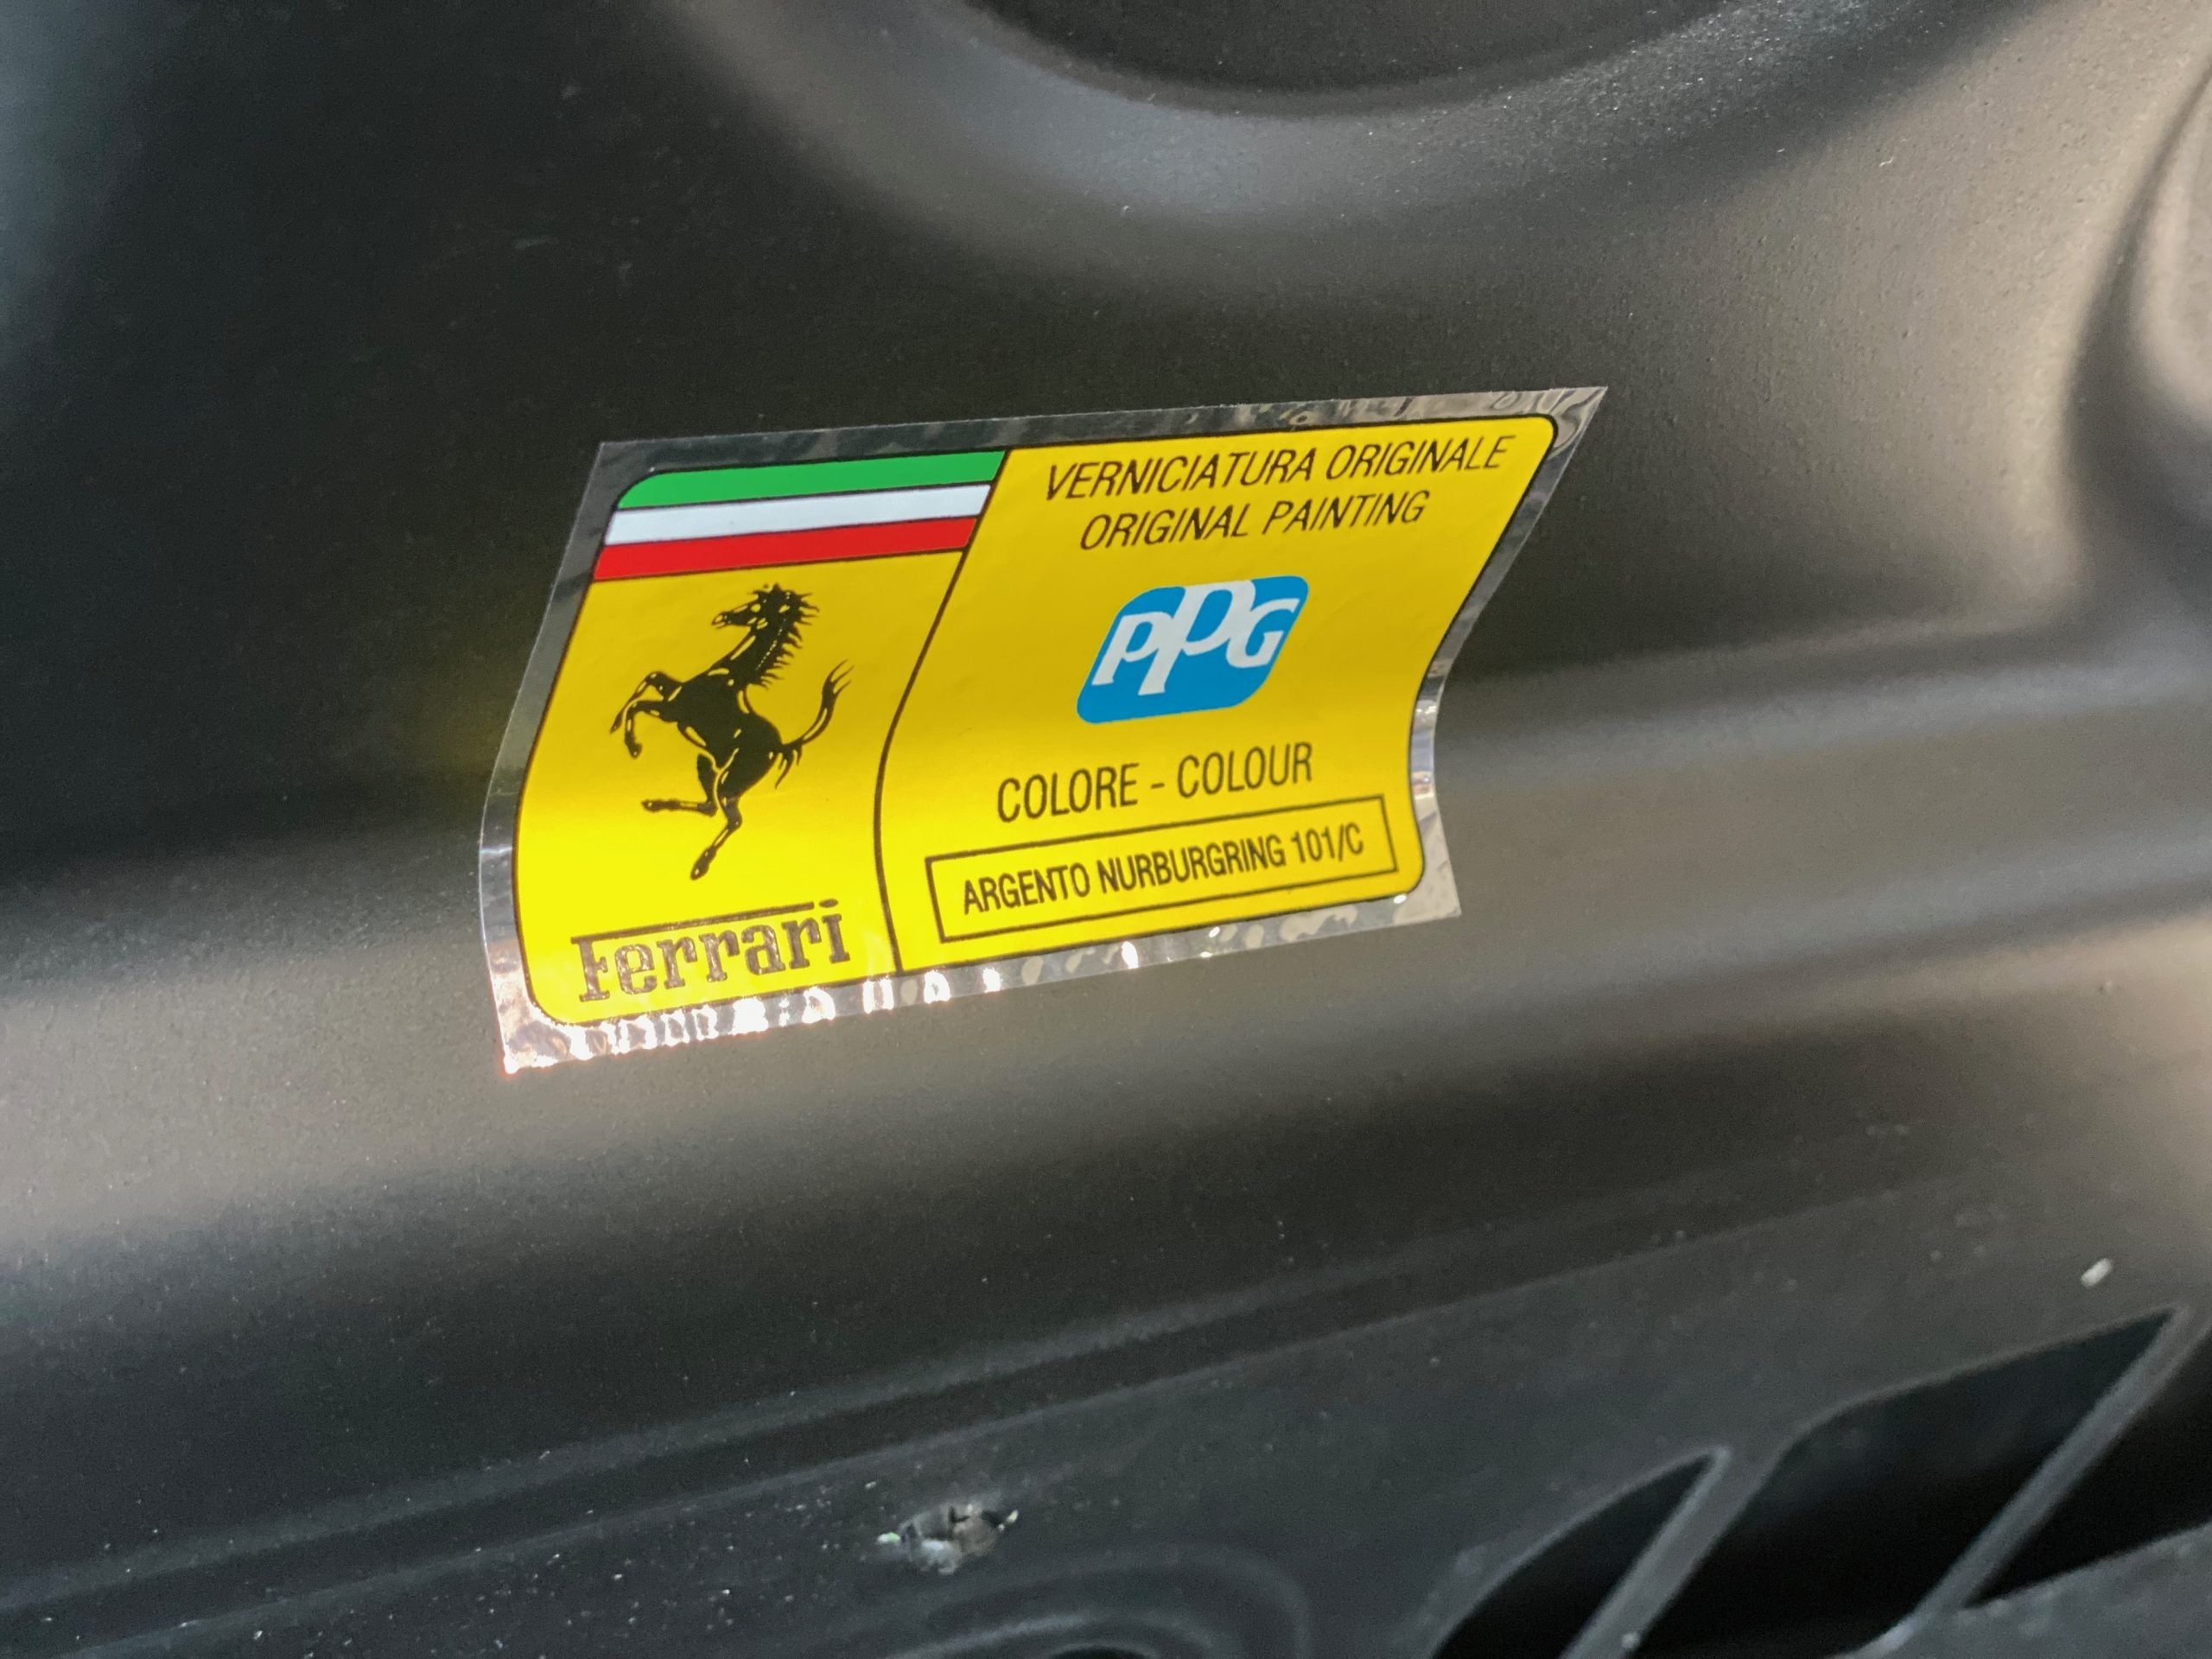 VERNICIATURA ORIGINALE
ORIGINAL PAINTING
PPG
COLORE - COLOUR
ARGENTO NURBURGRING 101/C
Ferrari